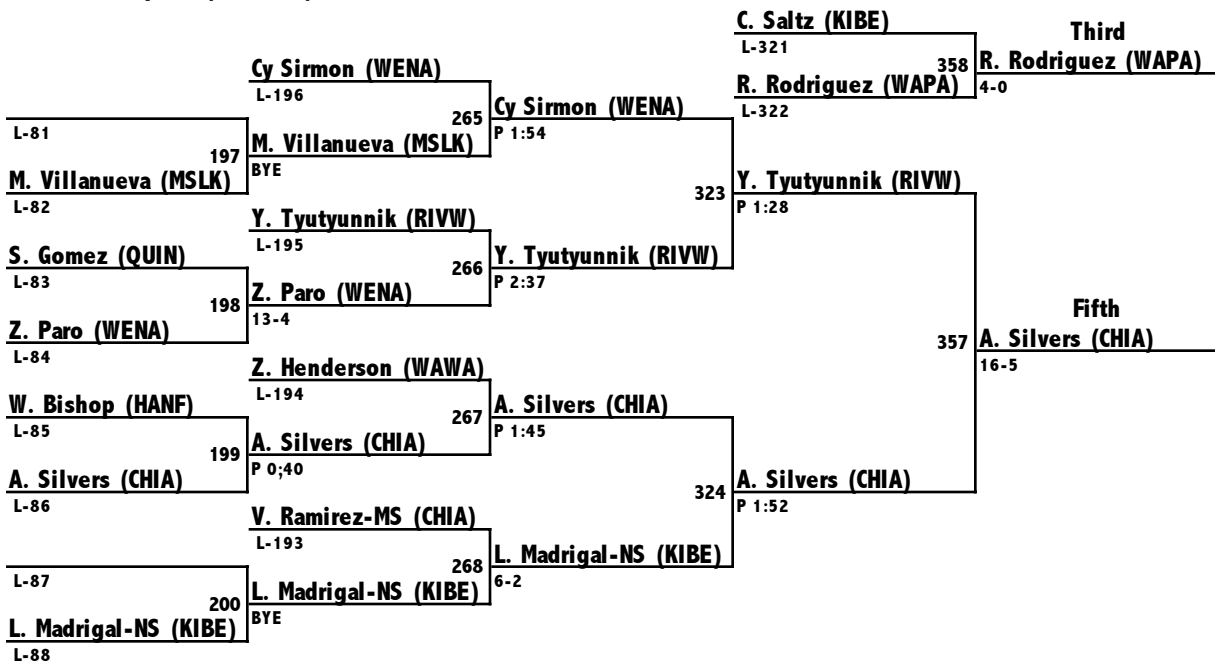 C. Saltz (KIBE)
L-321
Third
358
R. Rodriguez (WAPA)
4-0
R. Rodriguez (WAPA)
L-322
Cy Sirmon (WENA)
L-196
265
Cy Sirmon (WENA)
P 1:54
L-81
197
M. Villanueva (MSLK)
BYE
M. Villanueva (MSLK)
L-82
323
Y. Tyutyunnik (RIVW)
P 1:28
Y. Tyutyunnik (RIVW)
L-195
S. Gomez (QUIN)
L-83
266
Y. Tyutyunnik (RIVW)
P 2:37
198
Z. Paro (WENA)
13-4
Z. Paro (WENA)
L-84
Fifth
357
A. Silvers (CHIA)
16-5
Z. Henderson (WAWA)
L-194
W. Bishop (HANF)
L-85
267
A. Silvers (CHIA)
P 1:45
199
A. Silvers (CHIA)
P 0;40
A. Silvers (CHIA)
L-86
324
A. Silvers (CHIA)
P 1:52
V. Ramirez-MS (CHIA)
L-193
268
L. Madrigal-NS (KIBE)
6-2
L-87
200
L. Madrigal-NS (KIBE)
BYE
L. Madrigal-NS (KIBE)
L-88